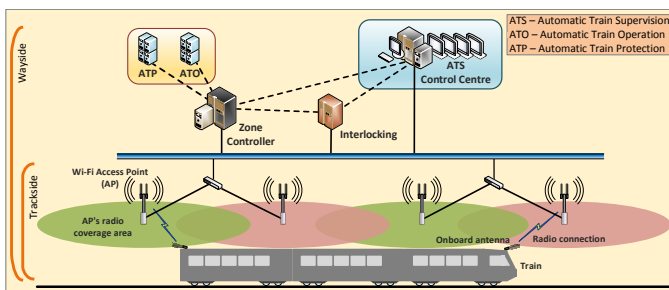 ATS – Automatic Train Supervision
ATO – Automatic Train Operation
ATP – Automatic Train Protection
Wayside
ATP
ATO
ATS
Control Centre
Zone
Controller
Interlocking
Trackside
Wi-Fi Access Point
(AP)
AP's radio
coverage area
Onboard antenna
Radio connection
Train